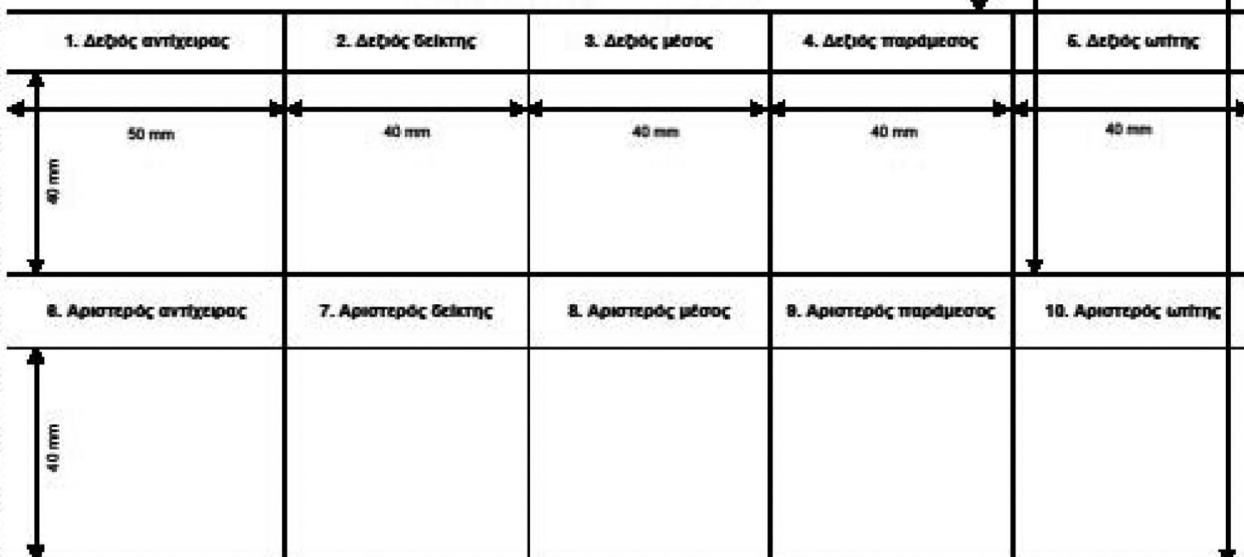 1. Δεξιός αντίχειρας 2. Δεξιός δείκτης 3. Δεξιός μέσος 4. Δεξιός παράμεσος 5. Δεξιός ωτίτης
50 mm 40 mm 40 mm 40 mm 40 mm
40 mm
6. Αριστερός αντίχειρας 7. Αριστερός δείκτης 8. Αριστερός μέσος 9. Αριστερός παράμεσος 10. Αριστερός ωτίτης
40 mm